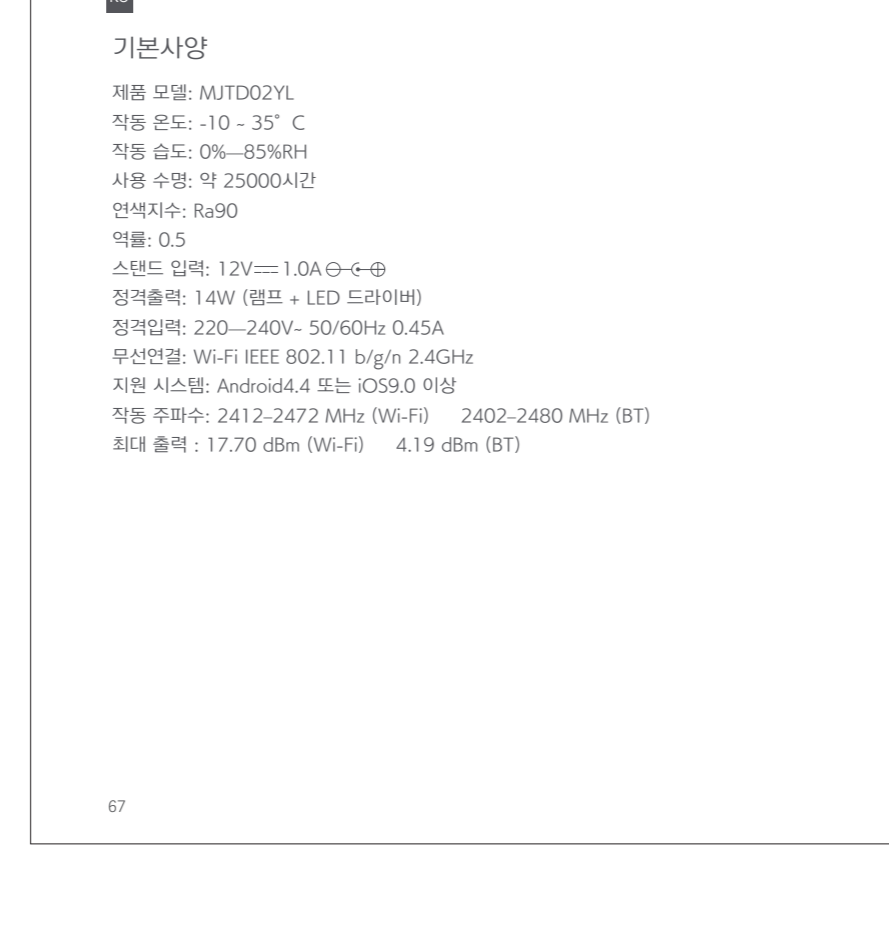 기본사양
제품 모델: MJTD02YL
작동 온도: -10 ~ 35° C
작동 습도: 0%—85%RH
사용 수명: 약 25000시간
연색지수: Ra90
역률: 0.5
스탠드 입력: 12V⎓1.0A
정격출력: 14W (램프 + LED 드라이버)
정격입력: 220—240V~ 50/60Hz 0.45A
무선연결: Wi-Fi IEEE 802.11 b/g/n 2.4GHz
지원 시스템: Android4.4 또는 iOS9.0 이상
작동 주파수: 2412–2472 MHz (Wi-Fi) 2402–2480 MHz (BT)
최대 출력 : 17.70 dBm (Wi-Fi) 4.19 dBm (BT)
67